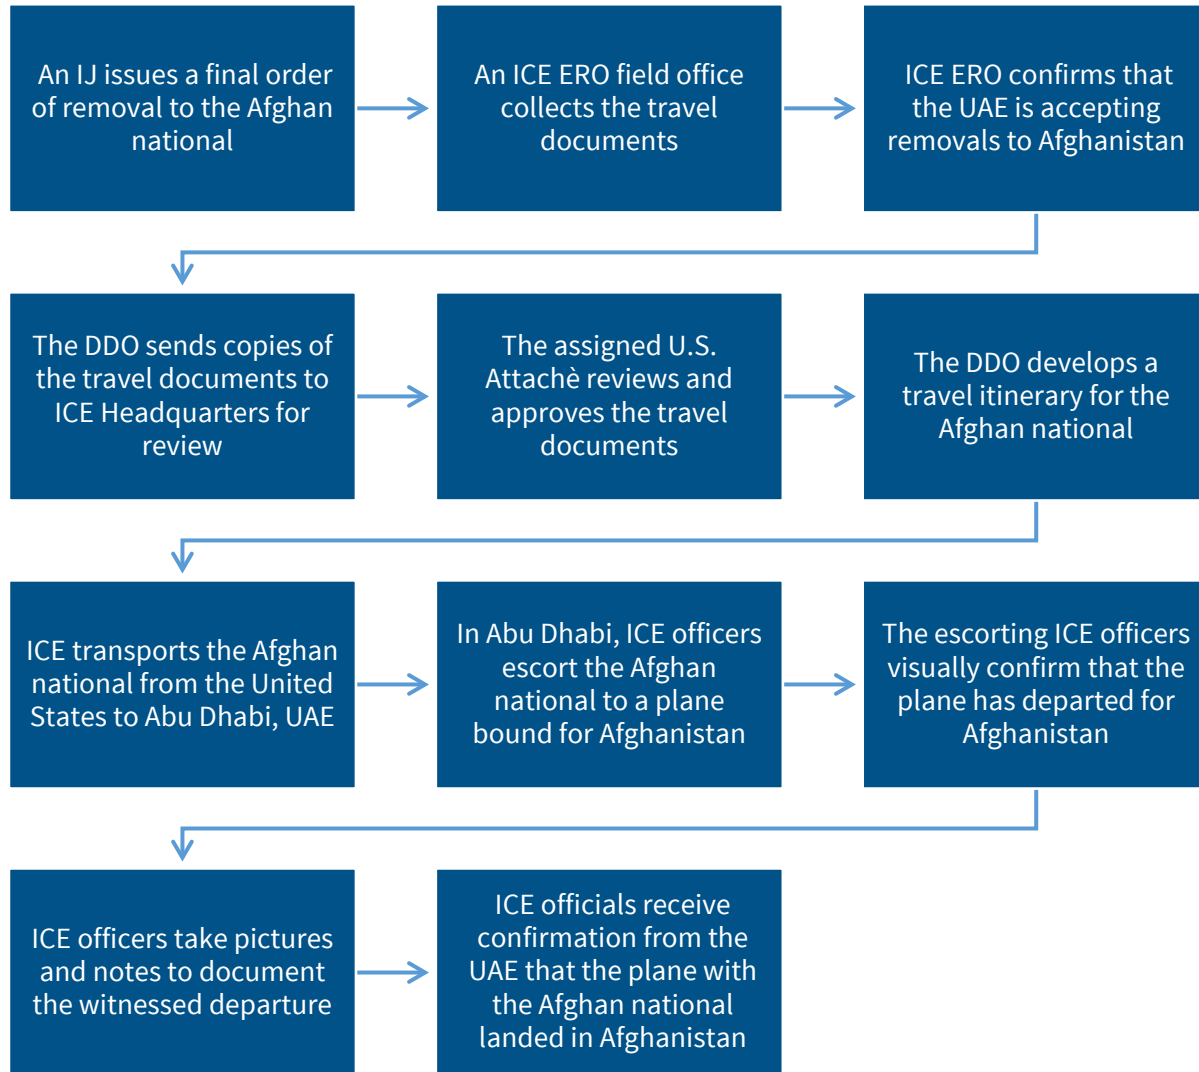 An IJ issues a final order
of removal to the Afghan
national
An ICE ERO field office
collects the travel
documents
ICE ERO confirms that
the UAE is accepting
removals to Afghanistan
The DDO sends copies of
the travel documents to
ICE Headquarters for
review
The assigned U.S.
Attachè reviews and
approves the travel
documents
The DDO develops a
travel itinerary for the
Afghan national
ICE transports the Afghan
national from the United
States to Abu Dhabi, UAE
In Abu Dhabi, ICE officers
escort the Afghan
national to a plane
bound for Afghanistan
The escorting ICE officers
visually confirm that the
plane has departed for
Afghanistan
ICE officers take pictures
and notes to document
the witnessed departure
ICE officials receive
confirmation from the
UAE that the plane with
the Afghan national
landed in Afghanistan